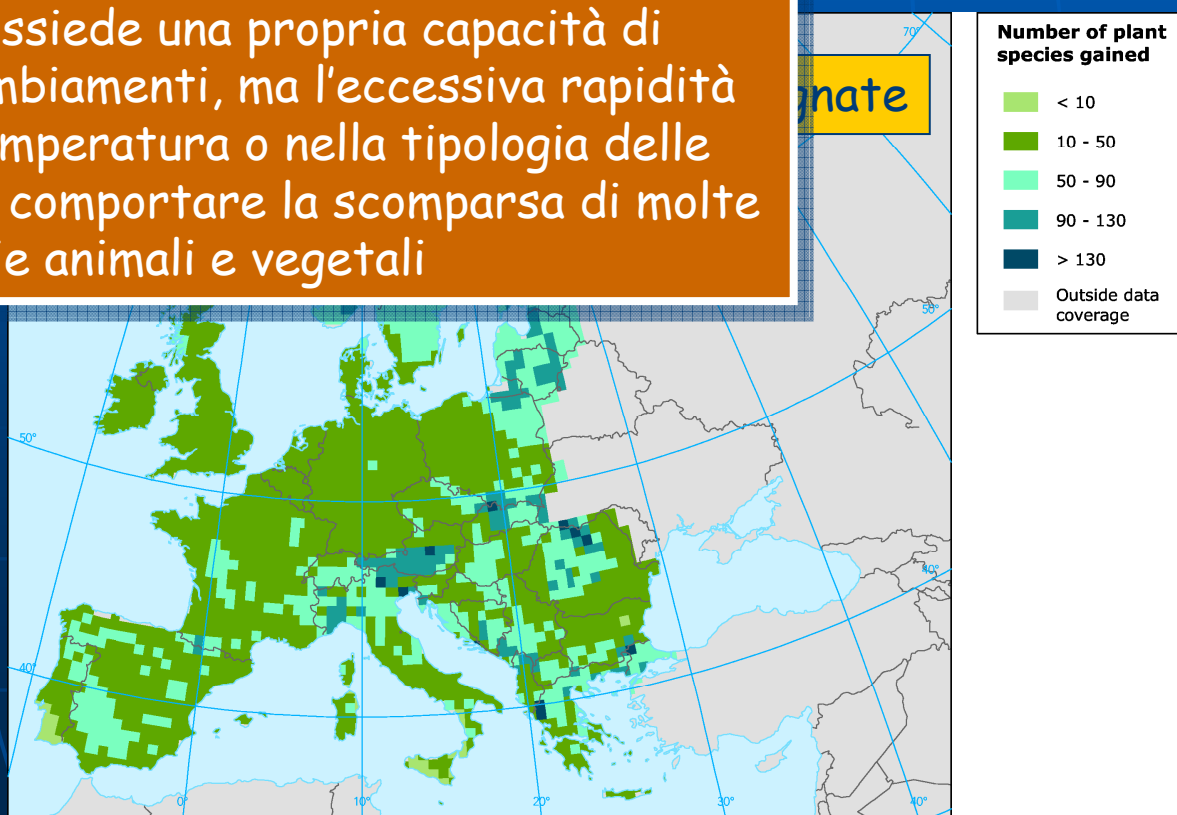 ssiede una propria capacità di
mbiamenti, ma l'eccessiva rapidità
mperatura o nella tipologia delle
comportare la scomparsa di molte
ie animali e vegetali
gnate
Number of plant
species gained
< 10
10 - 50
50 - 90
90 - 130
> 130
Outside data
coverage
70°
50°
50°
40°
40°
0°
10°
20°
30°
40°